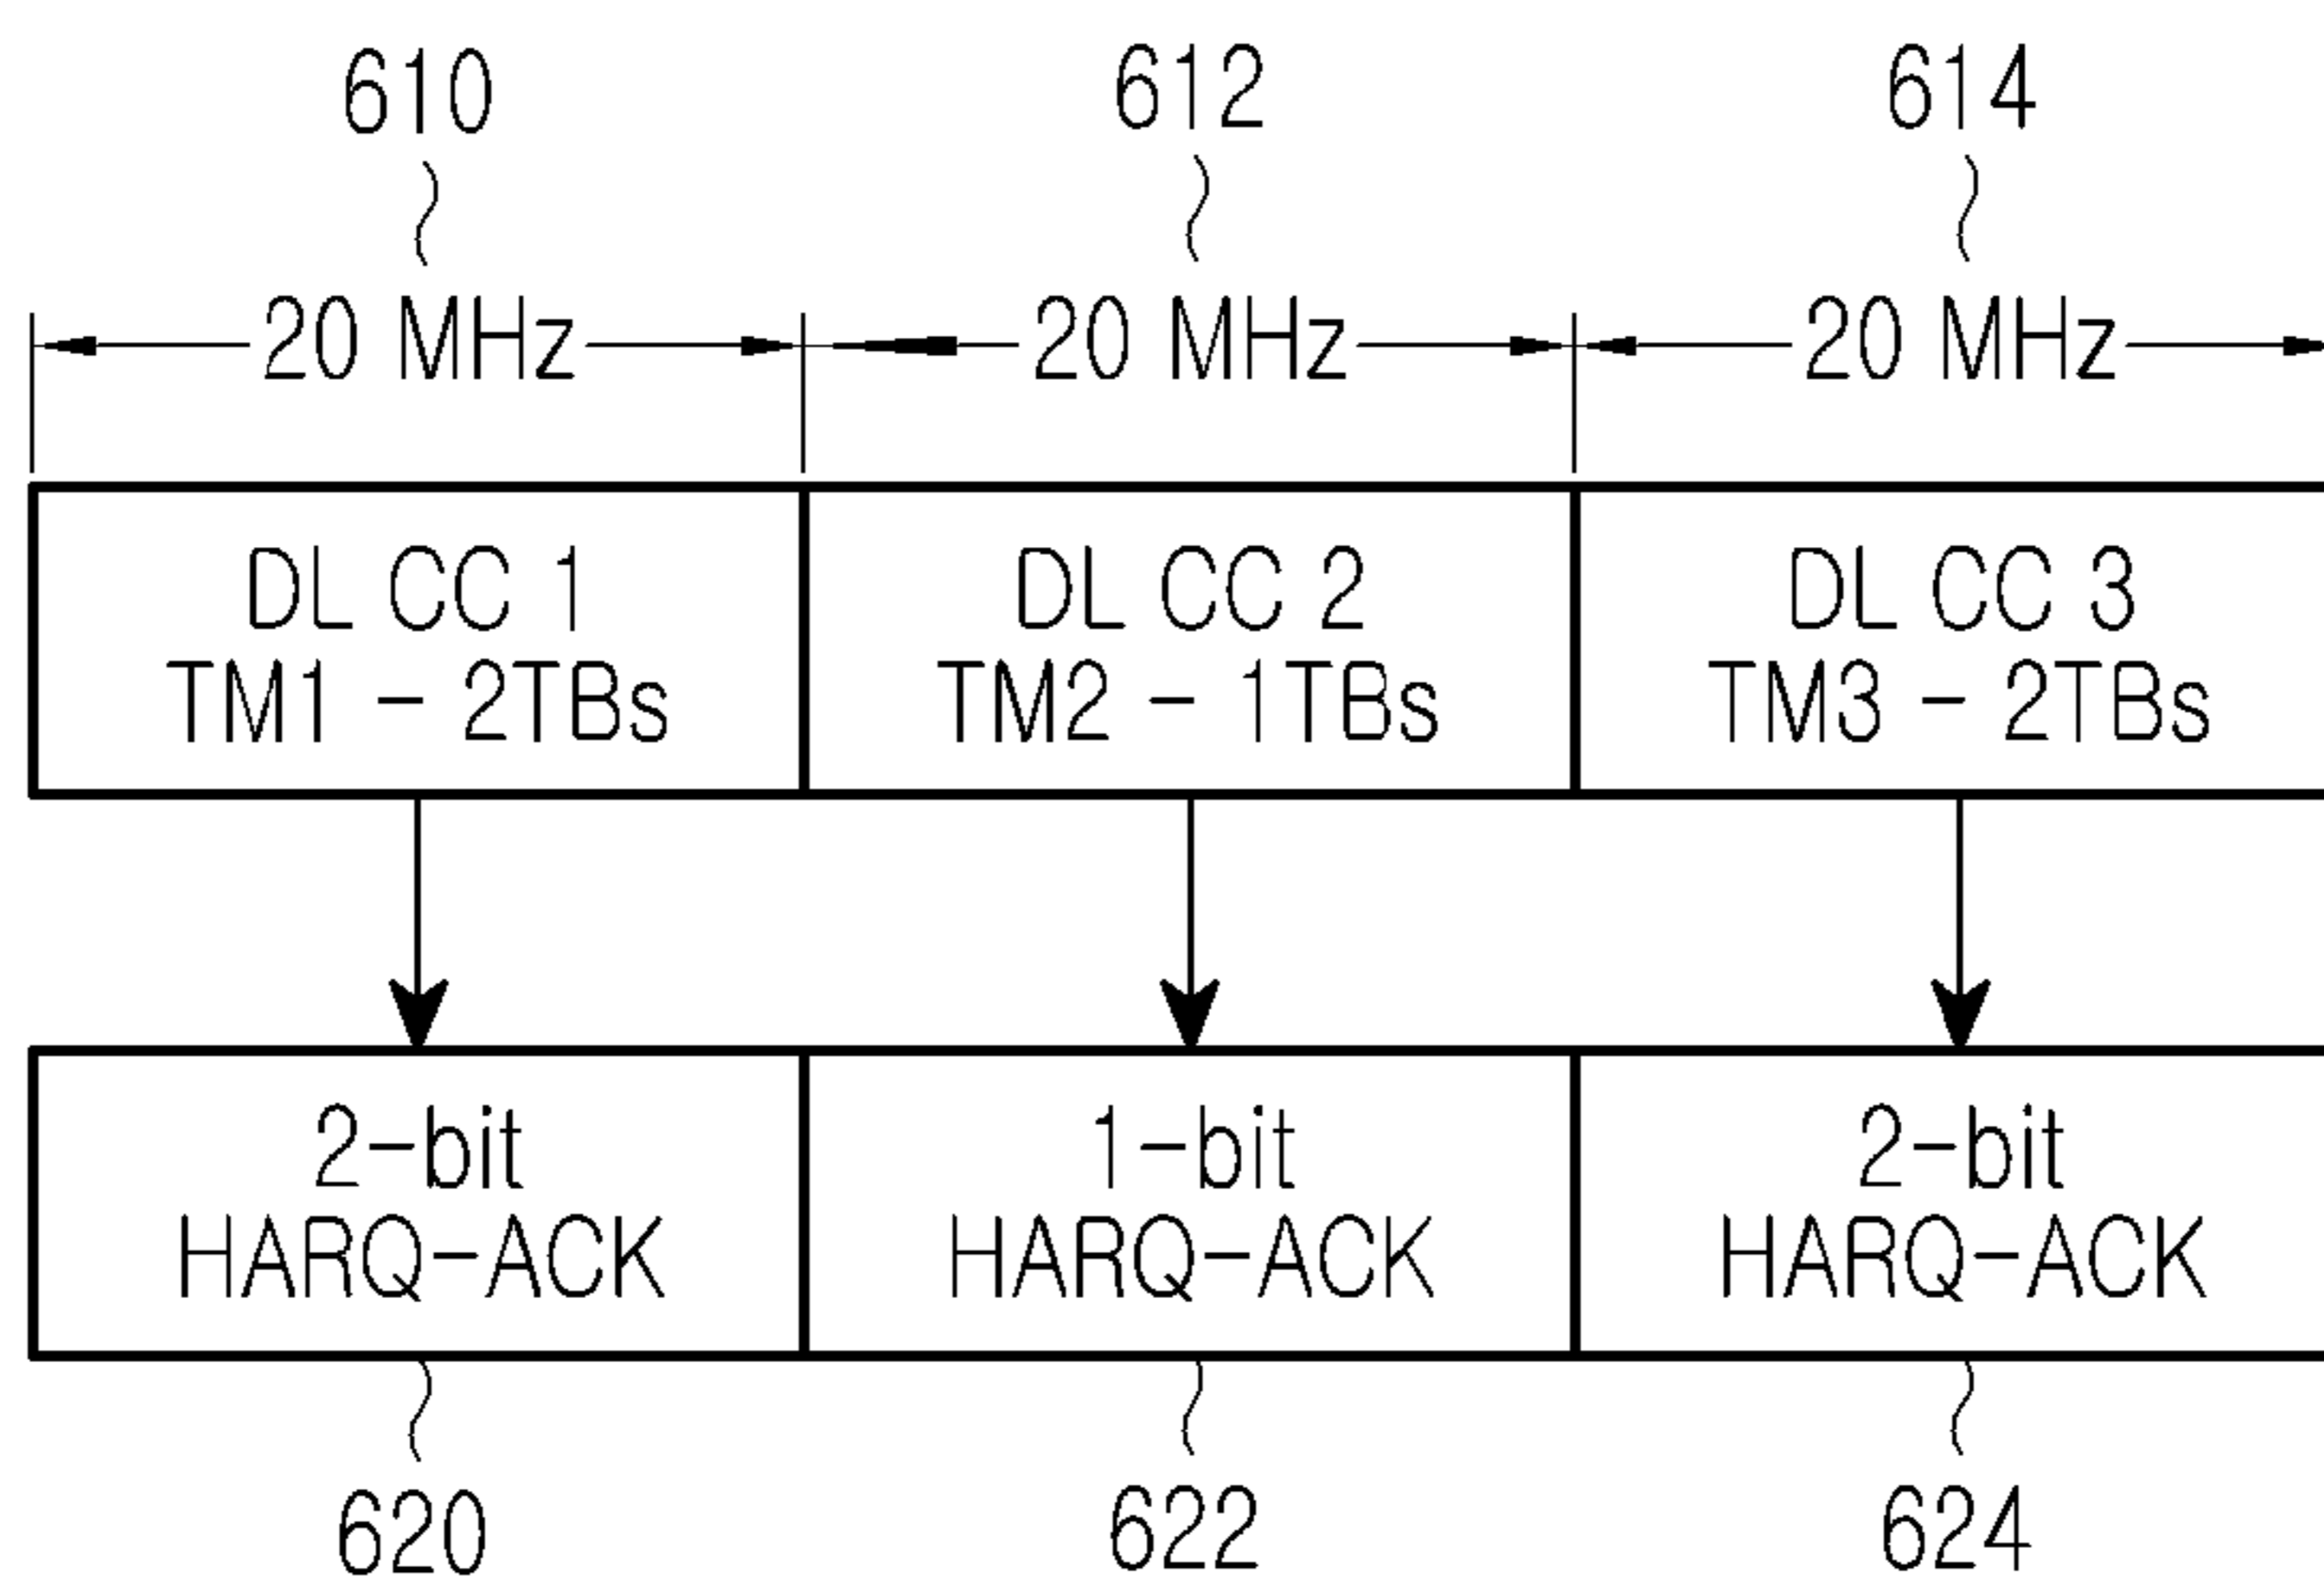 610 612 614
20 MHz 20 MHz 20 MHz
DL CC 1 DL CC 2 DL CC 3
TM1 - 2TBs TM2 - 1TBs TM3 - 2TBs
2-bit 1-bit 2-bit
HARQ-ACK HARQ-ACK HARQ-ACK
620 622 624